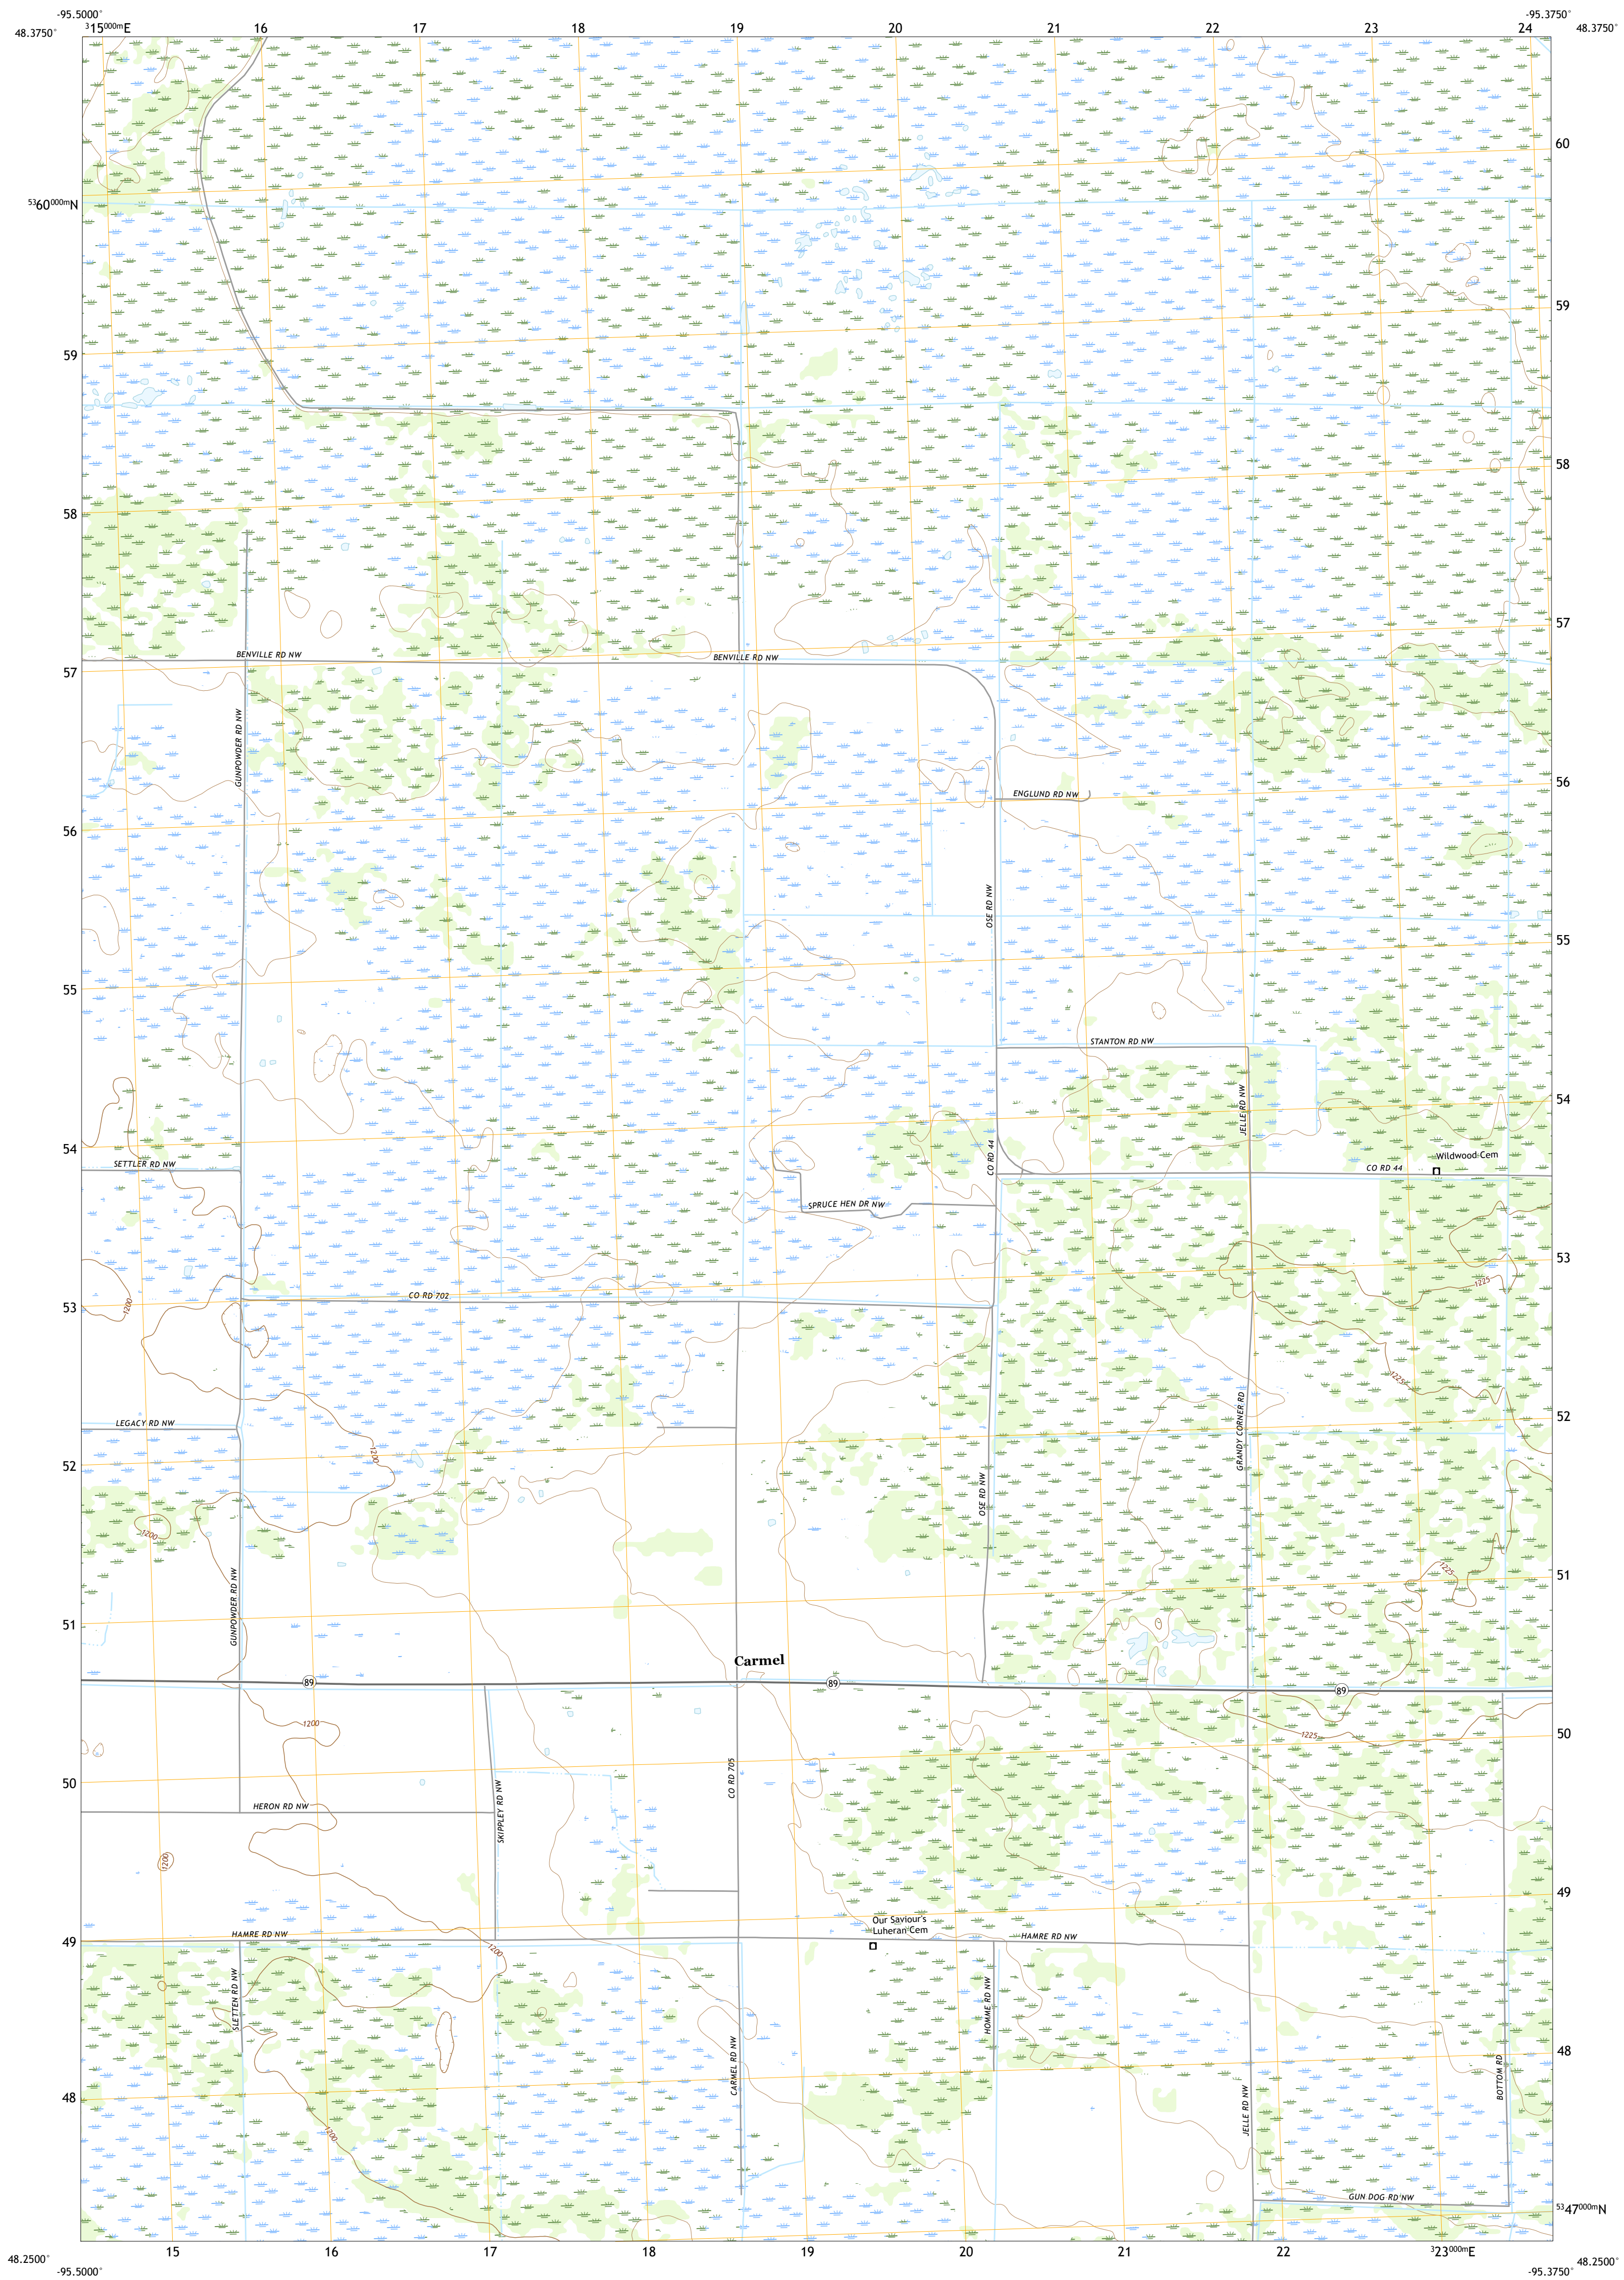 -95.5000°
-95.3750°
48.3750°
³15⁰⁰⁰ᵐE
16
17
18
19
20
21
22
23
24
48.3750°
60
⁵³60⁰⁰⁰ᵐN
59
59
58
58
57
BENVILLE RD NW
BENVILLE RD NW
57
GUNPOWDER RD NW
56
ENGLUND RD NW
56
OSE RD NW
55
55
STANTON RD NW
JELLE RD NW
54
54
CO RD 44
Wildwood Cem
SETTLER RD NW
CO RD 44
SPRUCE HEN DR NW
53
1225
CO RD 702
1200
53
1225
GRANDY CORNER RD
52
LEGACY RD NW
1200
52
OSE RD NW
1200
1225
51
GUNPOWDER RD NW
51
Carmel
89
89
89
1200
1225
50
CO RD 705
50
HERON RD NW
SKIPPLEY RD NW
1200
49
Our Saviour's
Luheran Cem
HAMRE RD NW
HAMRE RD NW
49
1200
SLETTEN RD NW
HOMME RD NW
48
CARMEL RD NW
BOTTOM RD
48
JELLE RD NW
1200
GUN DOG RD NW
⁵³47⁰⁰⁰ᵐN
15
16
17
18
19
20
21
22
³23⁰⁰⁰ᵐE
48.2500°
48.2500°
-95.5000°
-95.3750°